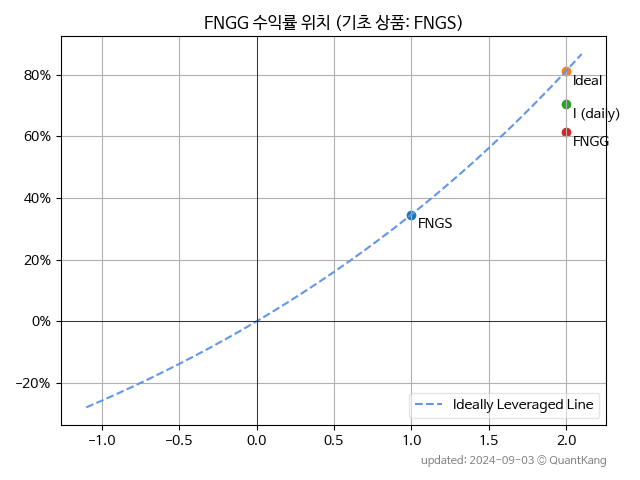 FNGG 수익률 위치 (기초 상품: FNGS)
80%
60%
40%
20%
0%
−20%
Ideal
I (daily)
FNGG
FNGS
Ideally Leveraged Line
−1.0 −0.5 0.0 0.5 1.0 1.5 2.0
updated: 2024-09-03 © QuantKang